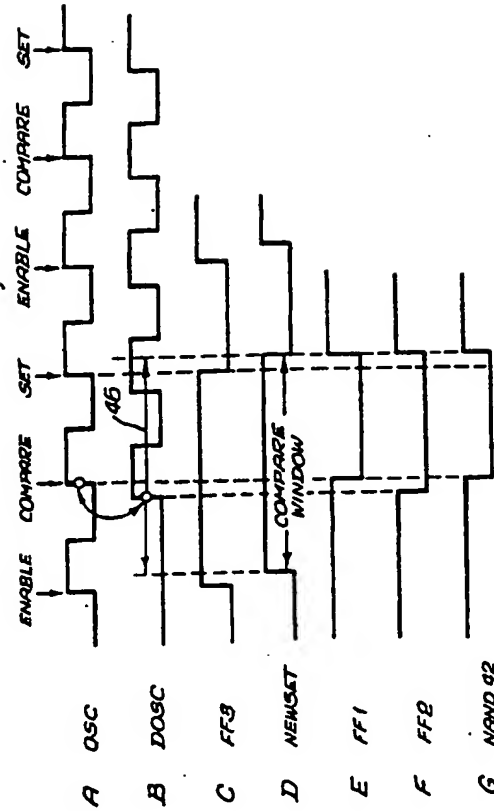 ENABLE COMPARE SET ENABLE COMPARE SET
A OSC
46
B DOSC
C FF3
D NEWSET
COMPARE
WINDOW
E FF1
F FF2
G NAND 92